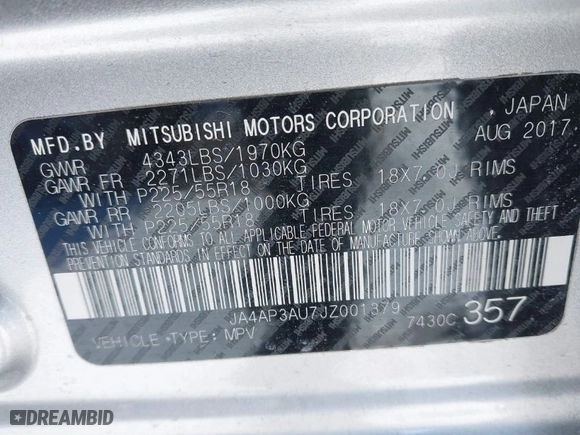 MFD.BY MITSUBISHI MOTORS CORPORATION JAPAN
GVWR 4343LBS/1970KG AUG 2017
GAWR FR 2271LBS/1030KG
WITH P225/55R18 TIRES 18X7.0J RIMS
GAWR RR 2205LBS/1000KG
WITH P225/55R18 TIRES 18X7.0J RIMS
THIS VEHICLE CONFORMS TO ALL APPLICABLE FEDERAL MOTOR VEHICLE SAFETY AND THEFT
PREVENTION STANDARDS IN EFFECT ON THE DATE OF MANUFACTURE SHOWN ABOVE.
JA4AP3AU7JZ001379
VEHICLE TYPE: MPV 7430C 357
DREAMBID